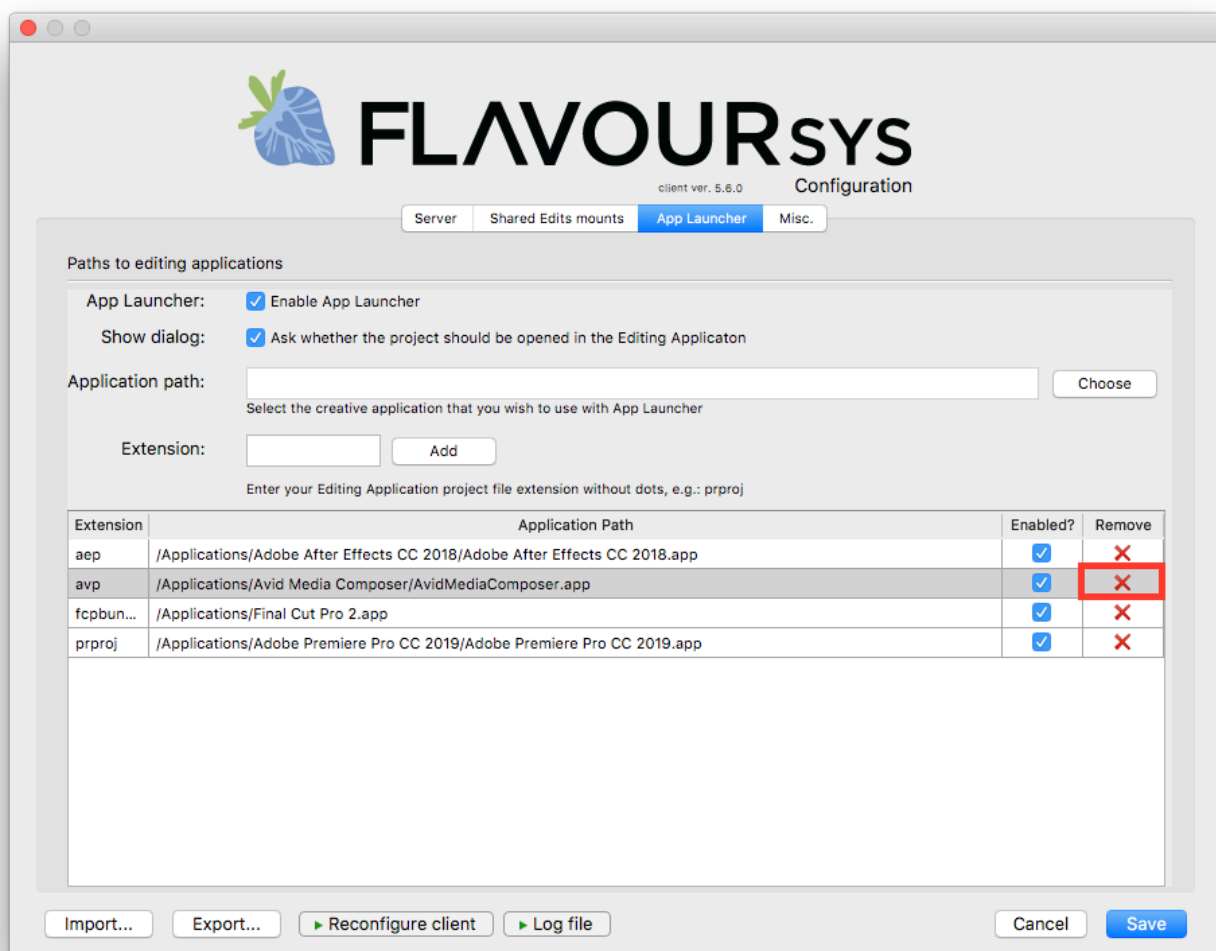 FLAVOURSYS
client ver. 5.6.0 Configuration
Server Shared Edits mounts App Launcher Misc.
Paths to editing applications
App Launcher: Enable App Launcher
Show dialog: Ask whether the project should be opened in the Editing Applicaton
Application path: Choose
Select the creative application that you wish to use with App Launcher
Extension: Add
Enter your Editing Application project file extension without dots, e.g.: prproj
Extension Application Path Enabled? Remove
aep /Applications/Adobe After Effects CC 2018/Adobe After Effects CC 2018.app
avp /Applications/Avid Media Composer/AvidMediaComposer.app
fcpbun... /Applications/Final Cut Pro 2.app
prproj /Applications/Adobe Premiere Pro CC 2019/Adobe Premiere Pro CC 2019.app
Import... Export... Reconfigure client Log file Cancel Save